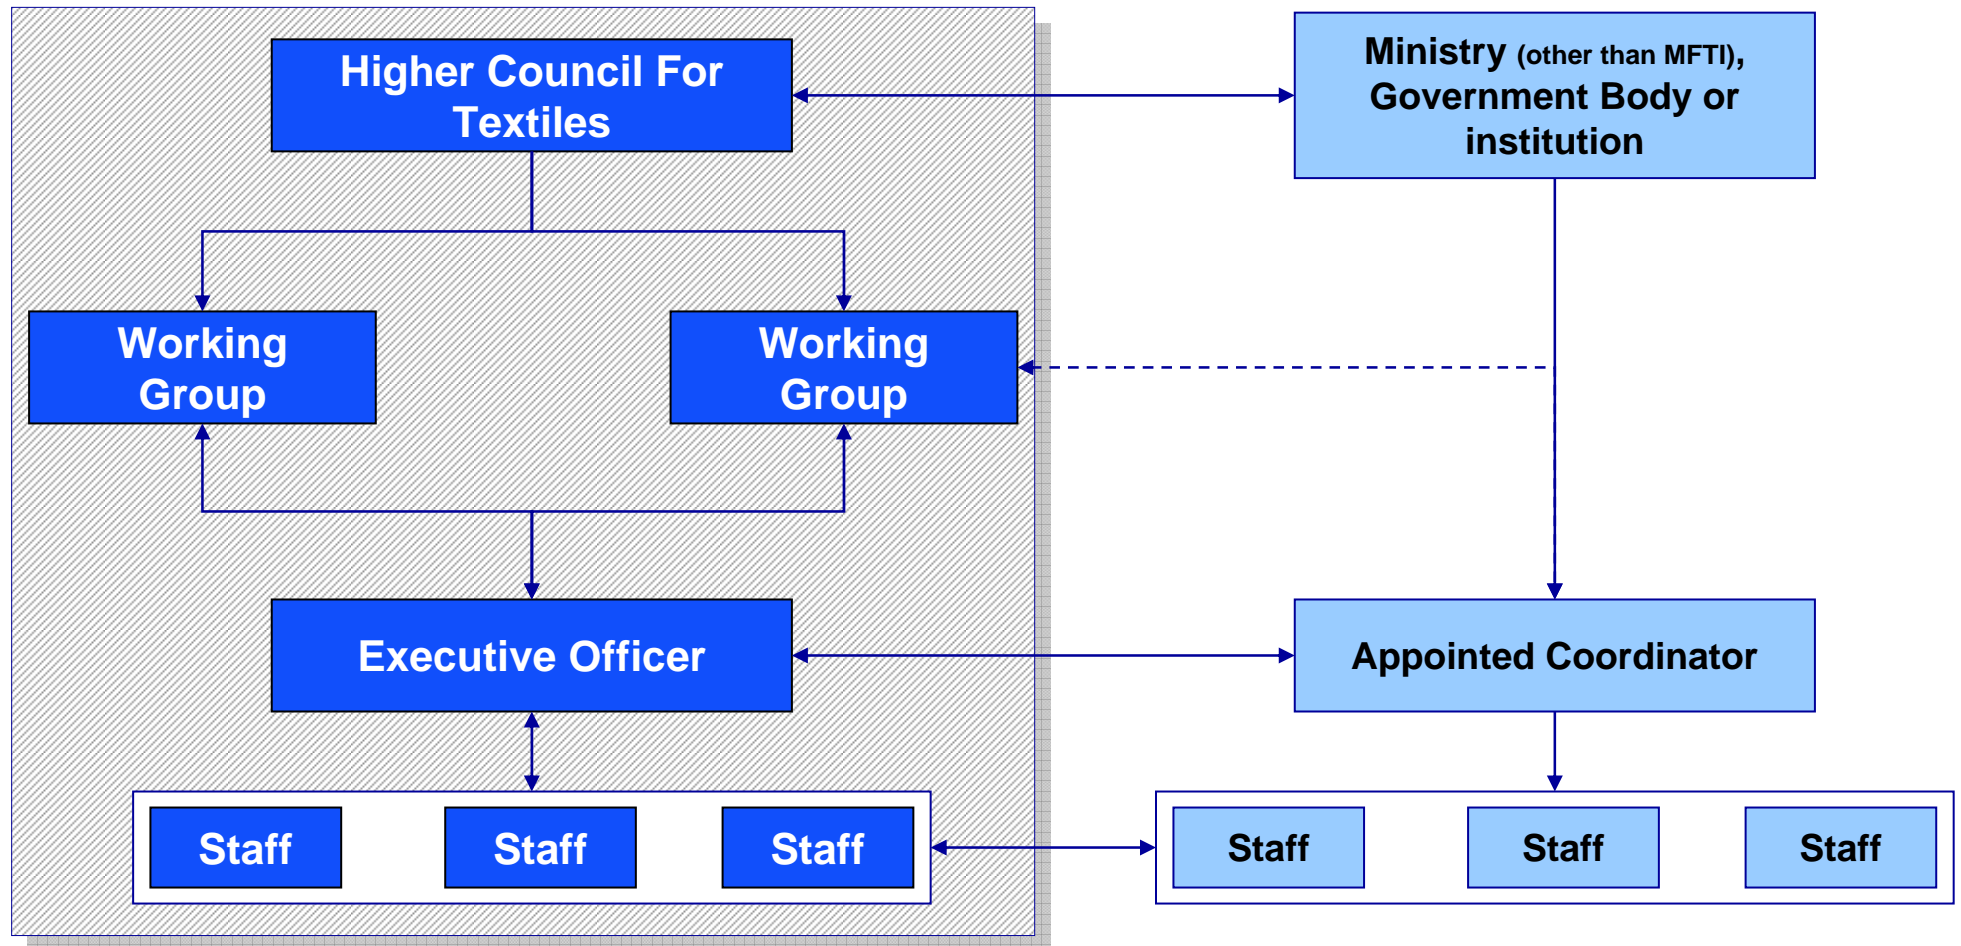 Higher Council For
Textiles
Ministry (other than MFTI),
Government Body or
institution
Working
Group
Working
Group
Executive Officer
Appointed Coordinator
Staff
Staff
Staff
Staff
Staff
Staff